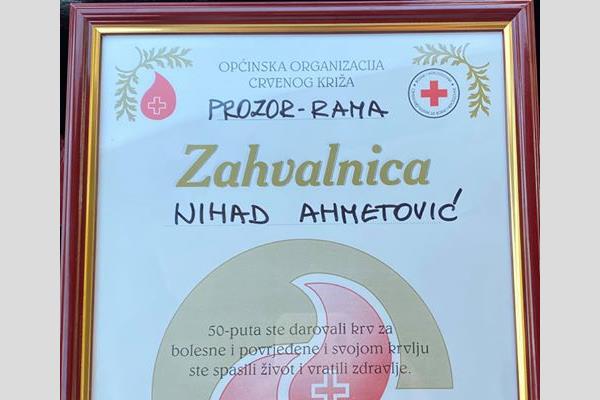 OPĆINSKA ORGANIZACIJA
CRVENOG KRIŽA
PROZOR-RAMA
Zahvalnica
NIHAD AHMETOVIĆ
50-puta ste darovali krv za
bolesne i povrjeđene i svojom krvlju
ste spasili život i vratili zdravlje.